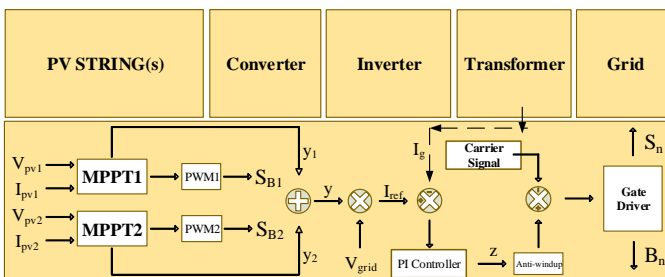 PV STRING(s)
Converter
Inverter
Transformer
Grid
y1
Ig
Carrier
Signal
Sn
Vpv1
Ipv1
MPPT1
PWM1
SB1
y
Iref
Gate
Driver
Vpv2
Ipv2
MPPT2
PWM2
SB2
y2
Vgrid
PI Controller
z
Anti-windup
Bn